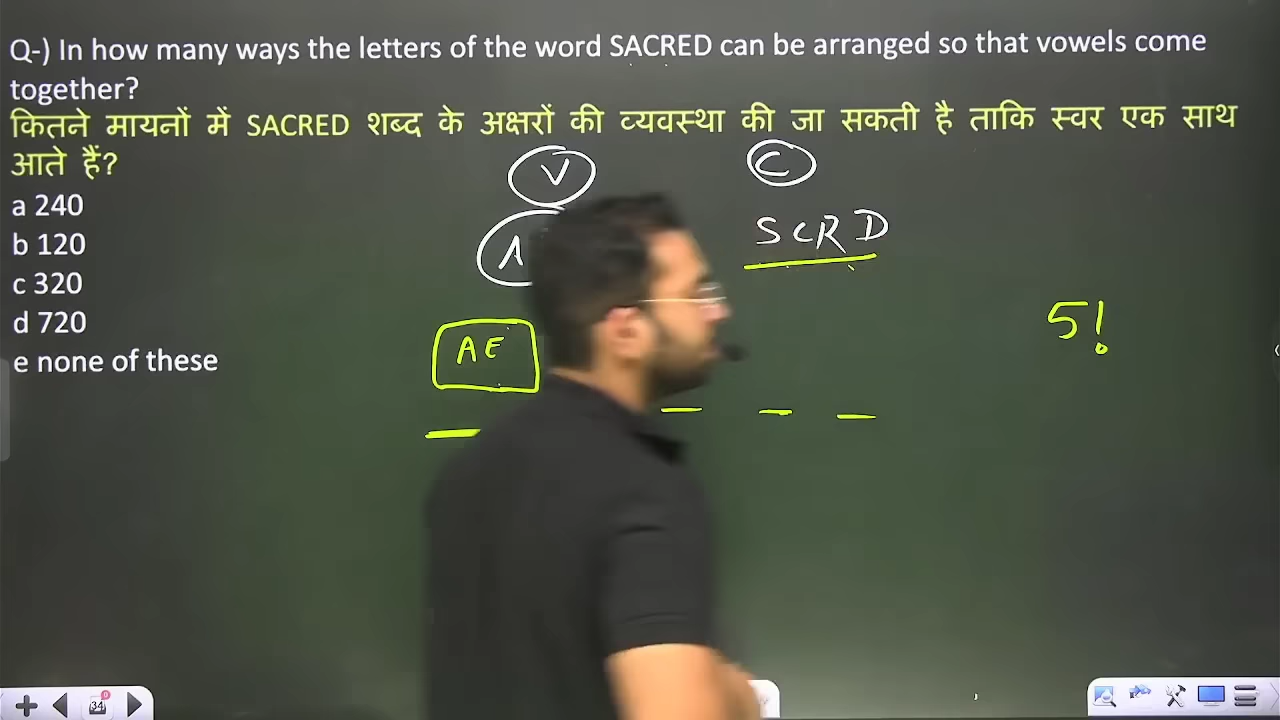 Q-) In how many ways the letters of the word SACRED can be arranged so that vowels come
together?
कितने मायनों में SACRED शब्द के अक्षरों की व्यवस्था की जा सकती है ताकि स्वर एक साथ
आते हैं?
a 240
b 120
c 320
d 720
e none of these
V
C
A
SCRD
AE
5!
34